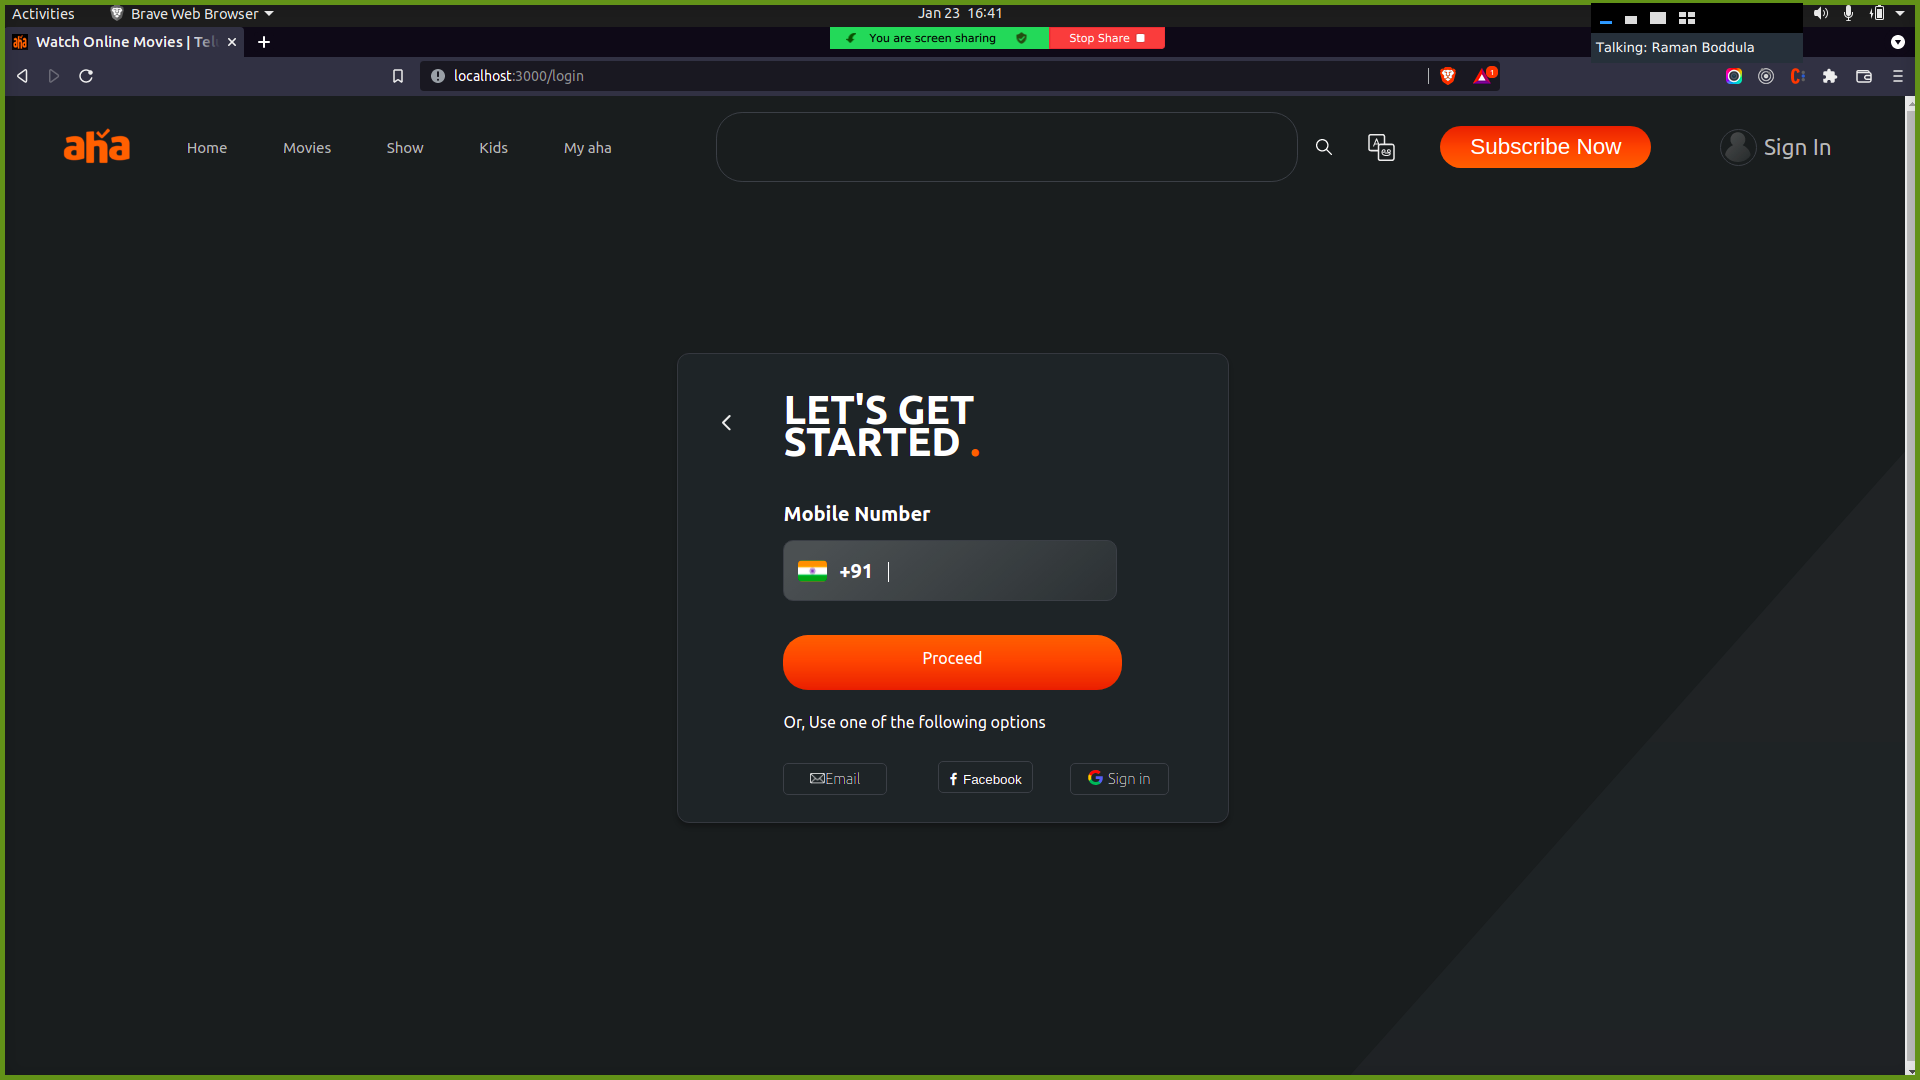 Activities
Brave Web Browser
Jan 23 16:41
Watch Online Movies | Tel
You are screen sharing
Stop Share
Talking: Raman Boddula
localhost:3000/login
1
aha
Home
Movies
Show
Kids
My aha
Subscribe Now
Sign In
LET'S GET
STARTED .
Mobile Number
+91
Proceed
Or, Use one of the following options
Email
Facebook
Sign in